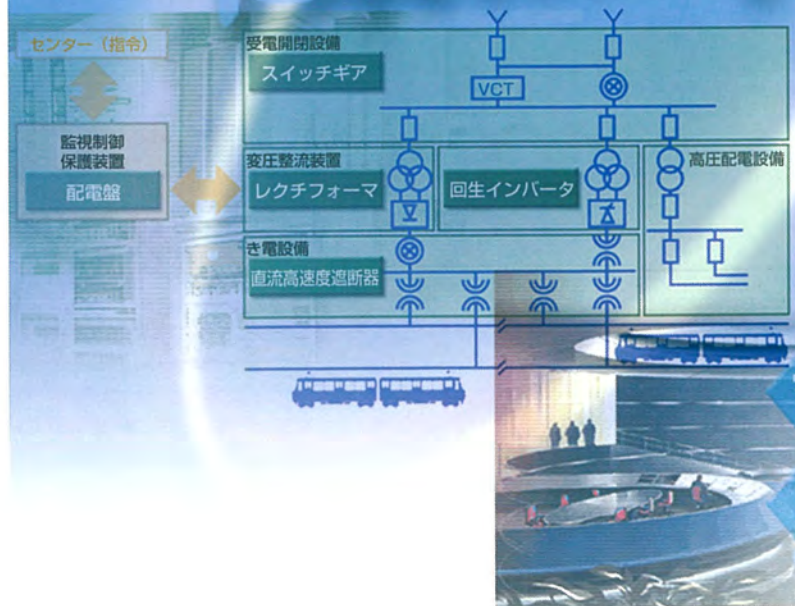 センター（指令）
監視制御
保護装置
配電盤
受電開閉設備
スイッチギア
VCT
変圧整流装置
レクチフォーマ
回生インバータ
高圧配電設備
き電設備
直流高速度遮断器